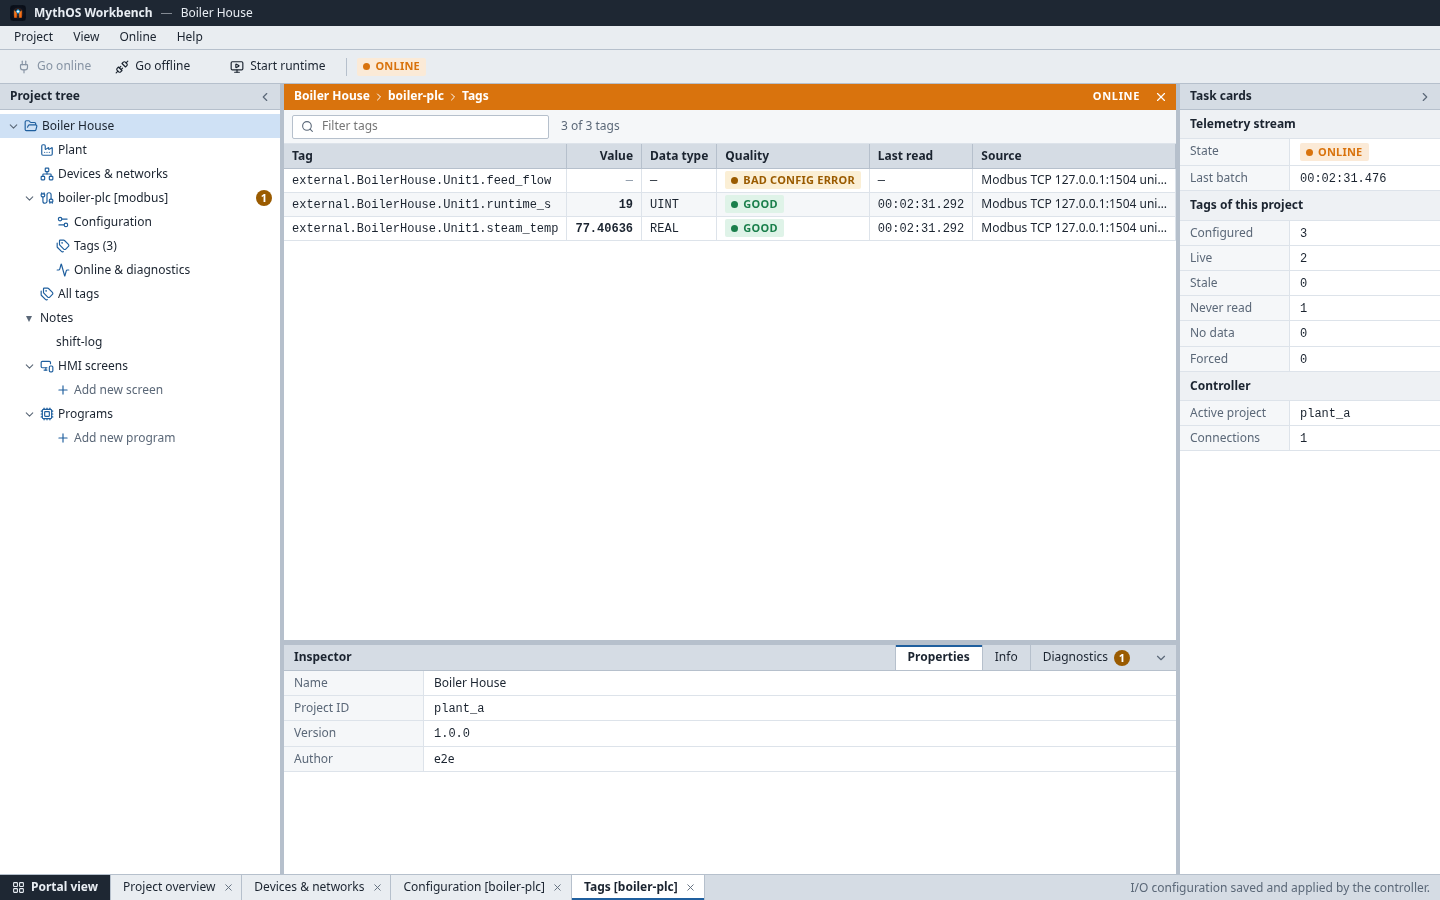 MythOS Workbench — Boiler House
Project View Online Help
Go online Go offline Start runtime ONLINE
Project tree
Boiler House
Plant
Devices & networks
boiler-plc [modbus] 1
Configuration
Tags (3)
Online & diagnostics
All tags
Notes
shift-log
HMI screens
Add new screen
Programs
Add new program
Boiler House > boiler-plc > Tags ONLINE
Filter tags 3 of 3 tags
Tag Value Data type Quality Last read Source
external.BoilerHouse.Unit1.feed_flow — — BAD CONFIG ERROR — Modbus TCP 127.0.0.1:1504 uni...
external.BoilerHouse.Unit1.runtime_s 19 UINT GOOD 00:02:31.292 Modbus TCP 127.0.0.1:1504 uni...
external.BoilerHouse.Unit1.steam_temp 77.40636 REAL GOOD 00:02:31.292 Modbus TCP 127.0.0.1:1504 uni...
Inspector Properties Info Diagnostics 1
Name Boiler House
Project ID plant_a
Version 1.0.0
Author e2e
Task cards
Telemetry stream
State ONLINE
Last batch 00:02:31.476
Tags of this project
Configured 3
Live 2
Stale 0
Never read 1
No data 0
Forced 0
Controller
Active project plant_a
Connections 1
Portal view Project overview Devices & networks Configuration [boiler-plc] Tags [boiler-plc] I/O configuration saved and applied by the controller.